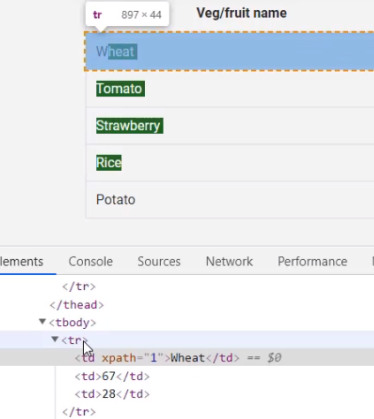 tr 897 × 44
Veg/fruit name
Wheat
Tomato
Strawberry
Rice
Potato
lements Console Sources Network Performance
</tr>
</thead>
▼<tbody>
▼<tr>
<td xpath="1">Wheat</td> == $0
<td>67</td>
<td>28</td>
</tr>